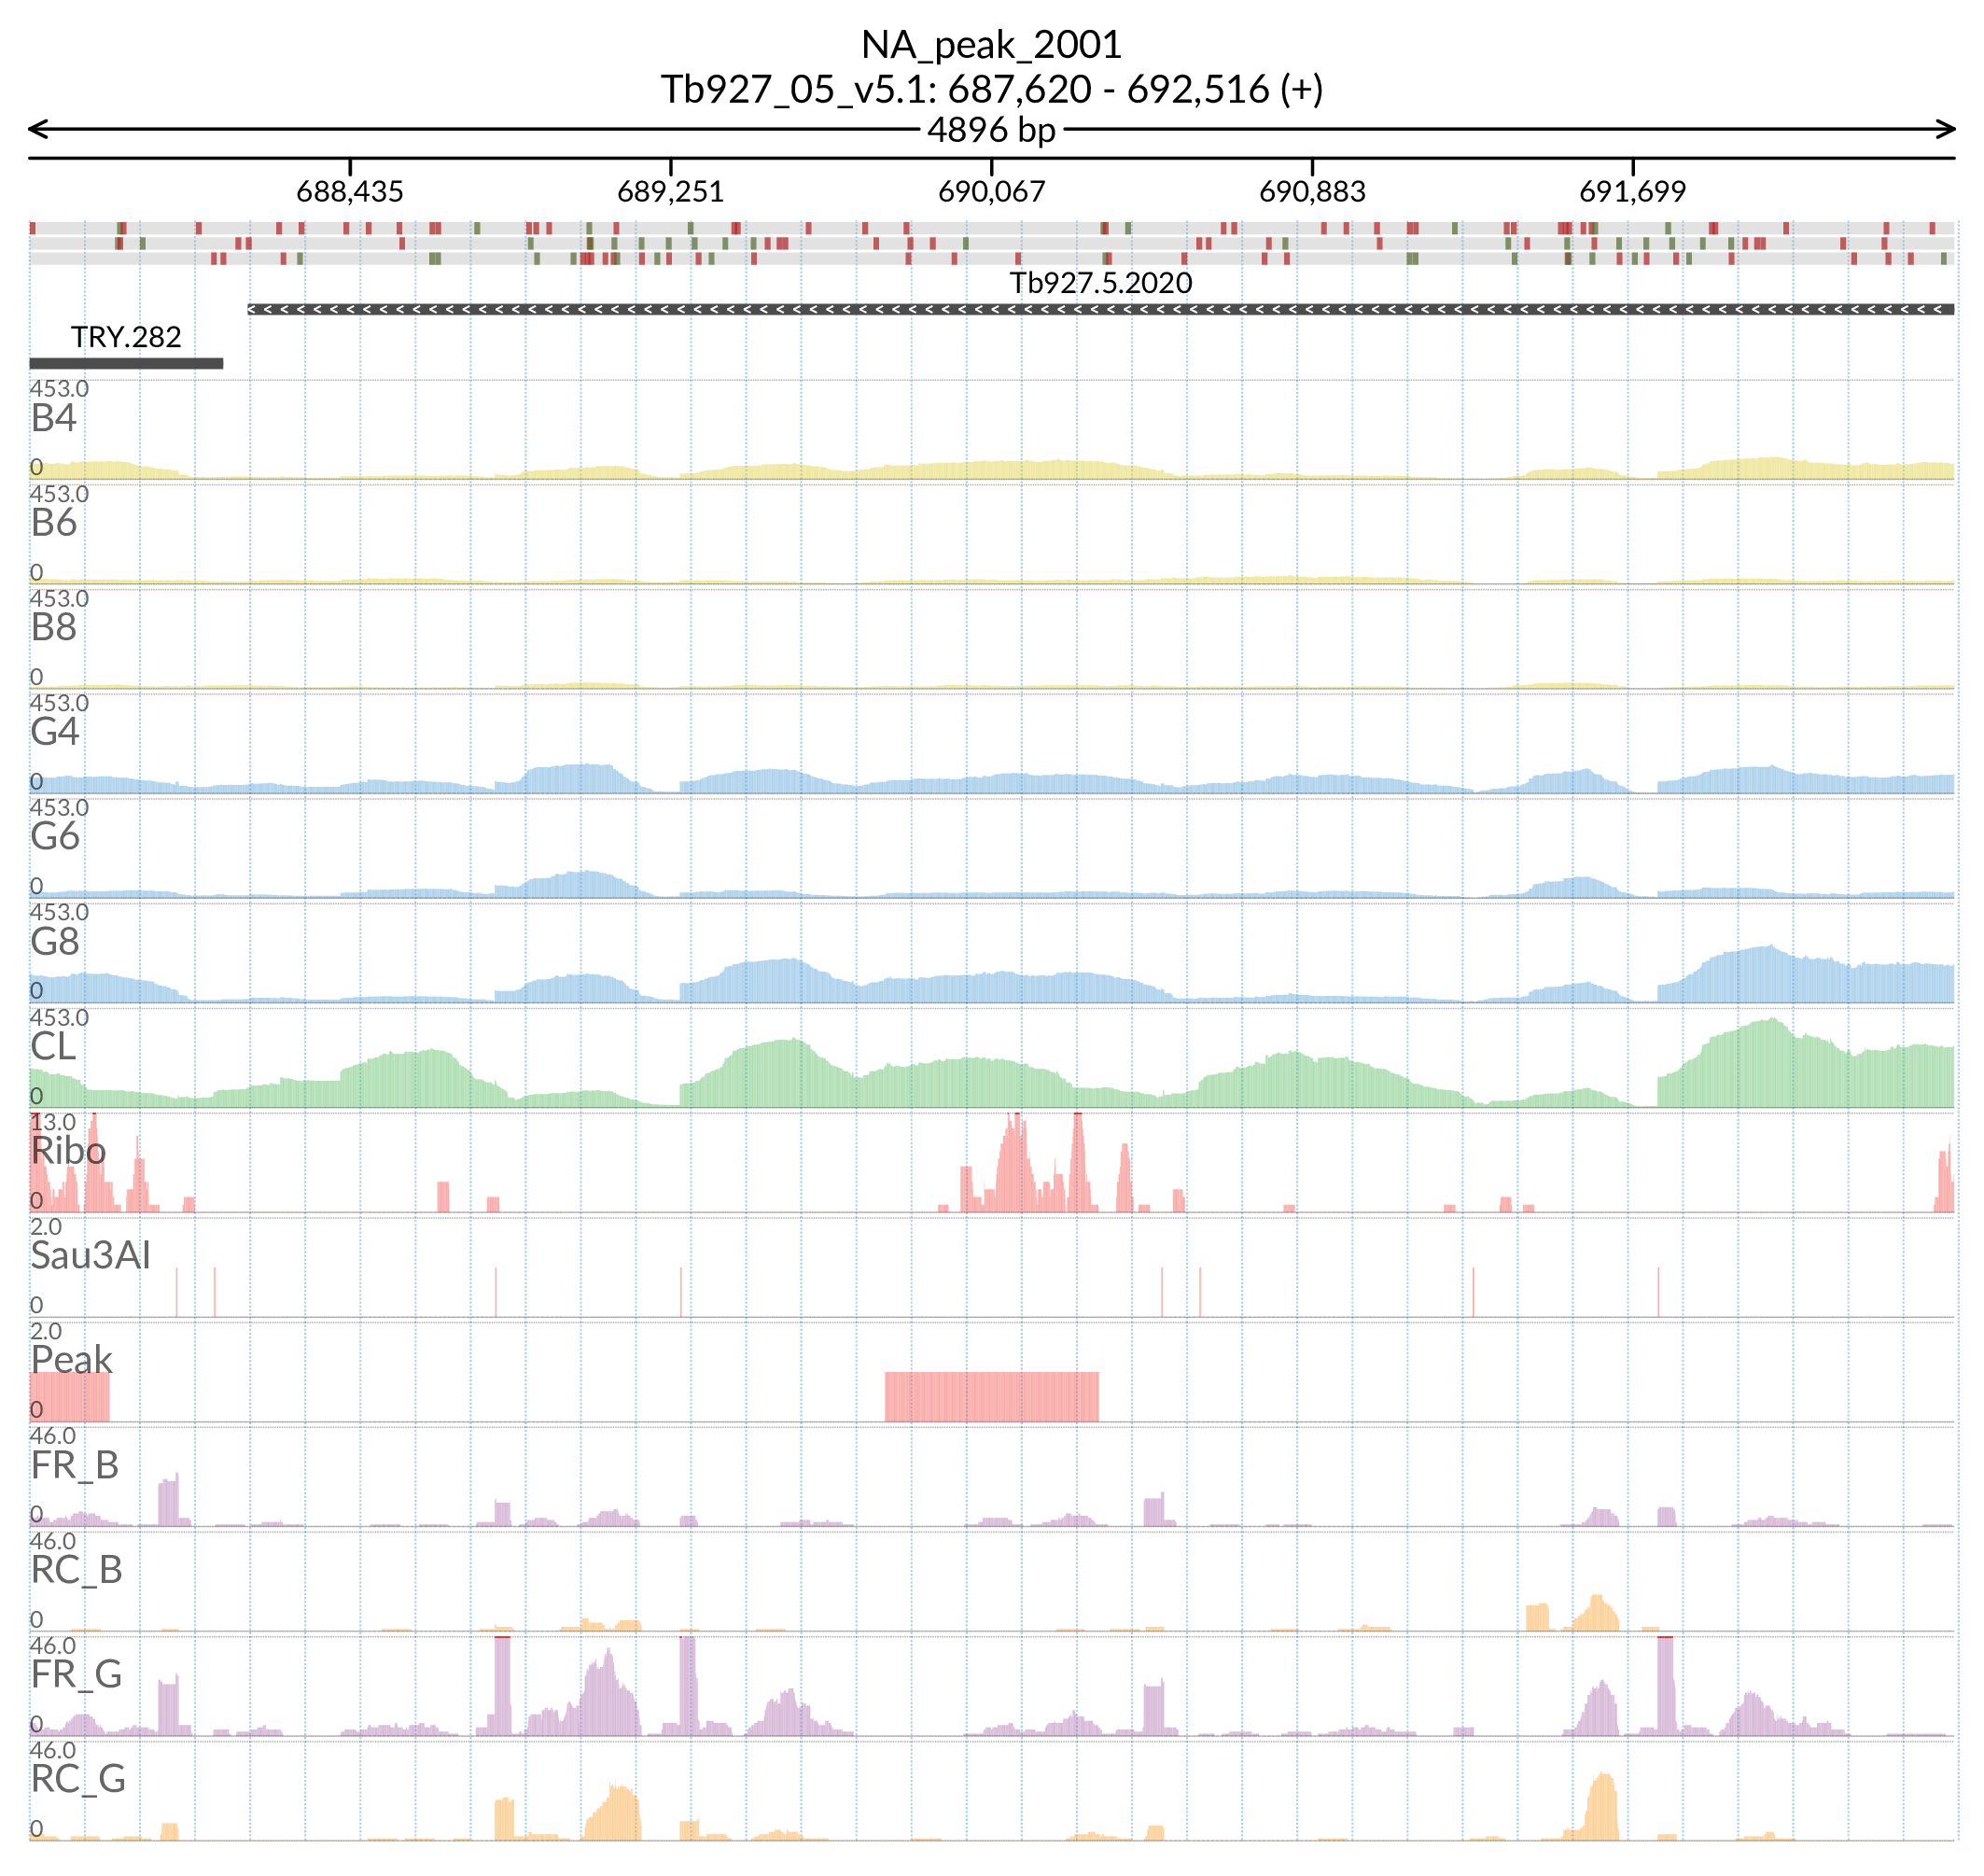 NA_peak_2001
Tb927_05_v5.1: 687,620 - 692,516 (+)
4896 bp
688,435 689,251 690,067 690,883 691,699
Tb927.5.2020
TRY.282
453.0
B4
0
453.0
B6
0
453.0
B8
0
453.0
G4
0
453.0
G6
0
453.0
G8
0
453.0
CL
0
13.0
Ribo
0
2.0
Sau3AI
0
2.0
Peak
0
46.0
FR_B
0
46.0
RC_B
0
46.0
FR_G
0
46.0
RC_G
0